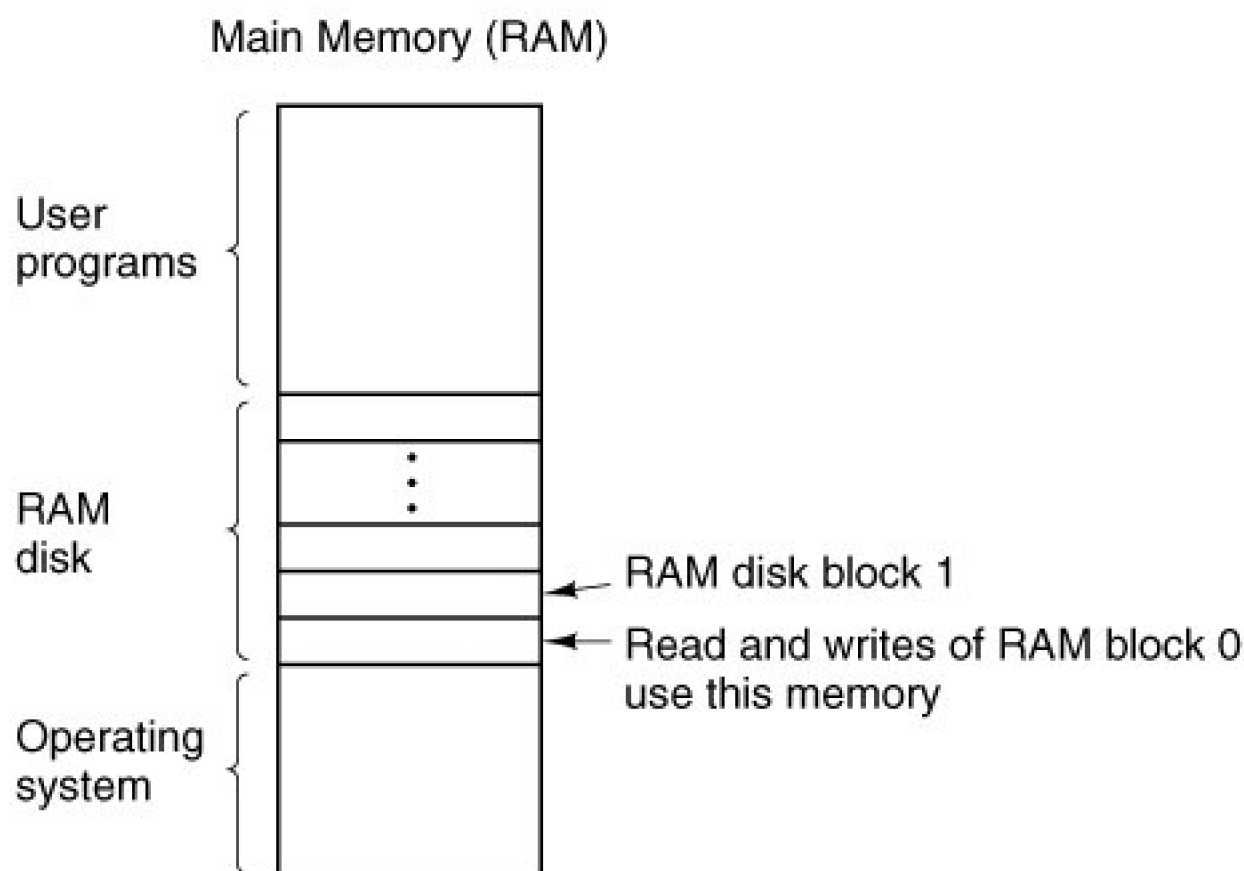 Main Memory (RAM)
User
programs
RAM
disk
RAM disk block 1
Read and writes of RAM block 0
use this memory
Operating
system